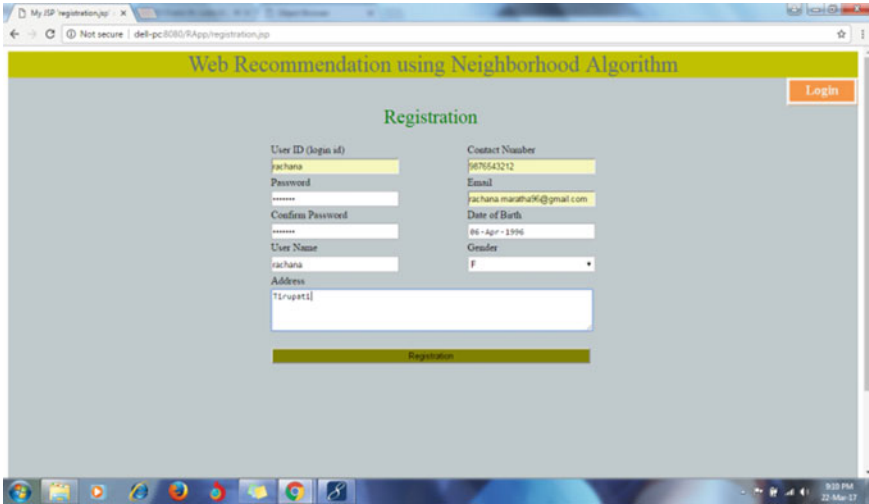 My JSP 'registration.jsp'
Not secure | dell-pc:8080/RApp/registration.jsp
Web Recommendation using Neighborhood Algorithm
Login
Registration
User ID (login id)
rachana
Password
•••••••
Confirm Password
•••••••
User Name
rachana
Contact Number
9876543212
Email
rachana.maratha96@gmail.com
Date of Birth
06-Apr-1996
Gender
F
Address
Tirupati
Registration
9:10 PM
22-Mar-17